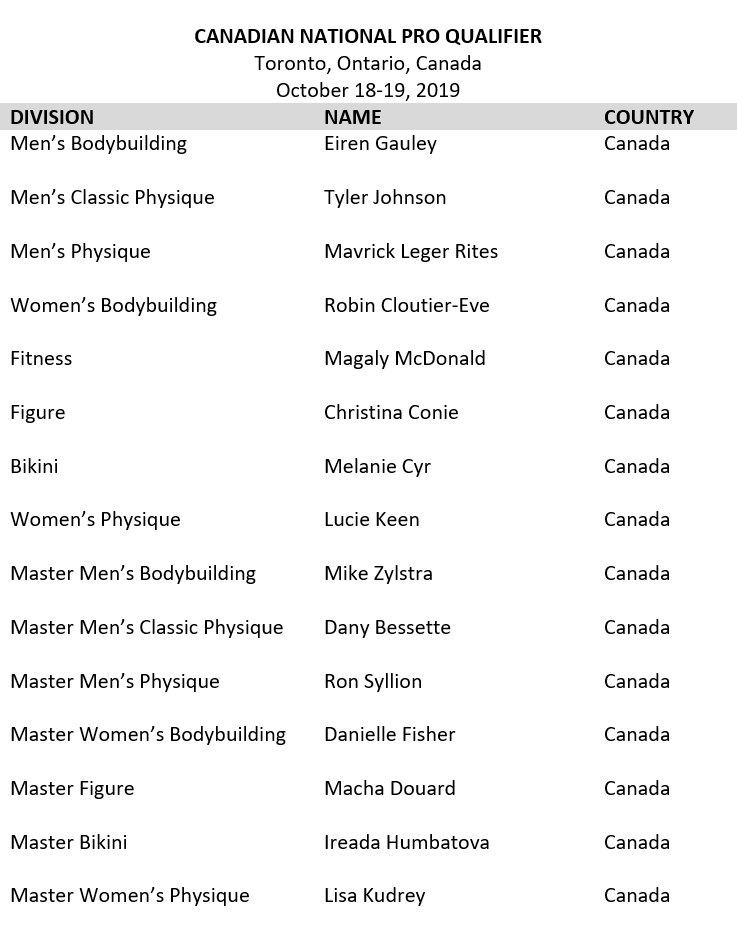 CANADIAN NATIONAL PRO QUALIFIER
Toronto, Ontario, Canada
October 18-19, 2019
DIVISION NAME COUNTRY
Men’s Bodybuilding Eiren Gauley Canada
Men’s Classic Physique Tyler Johnson Canada
Men’s Physique Mavrick Leger Rites Canada
Women’s Bodybuilding Robin Cloutier-Eve Canada
Fitness Magaly McDonald Canada
Figure Christina Conie Canada
Bikini Melanie Cyr Canada
Women’s Physique Lucie Keen Canada
Master Men’s Bodybuilding Mike Zylstra Canada
Master Men’s Classic Physique Dany Bessette Canada
Master Men’s Physique Ron Syllion Canada
Master Women’s Bodybuilding Danielle Fisher Canada
Master Figure Macha Douard Canada
Master Bikini Ireada Humbatova Canada
Master Women’s Physique Lisa Kudrey Canada